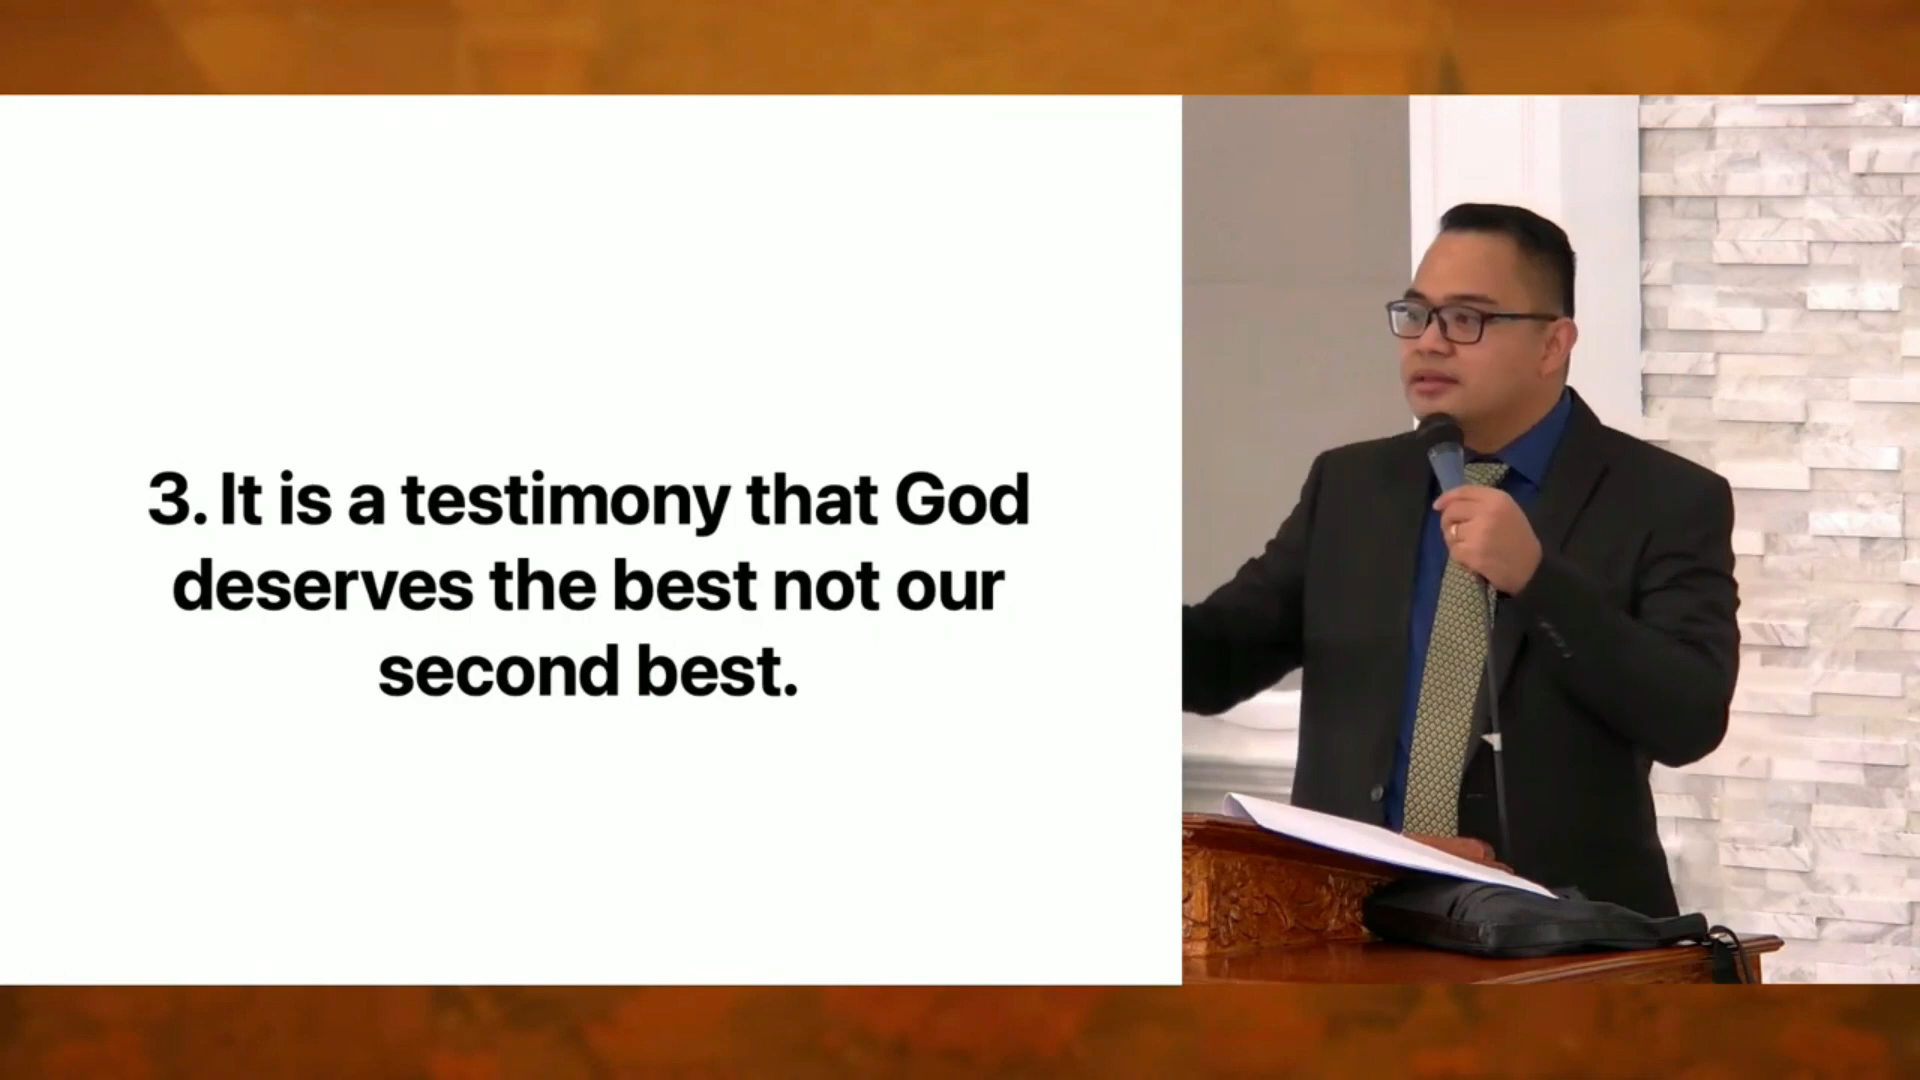 3. It is a testimony that God
deserves the best not our
second best.